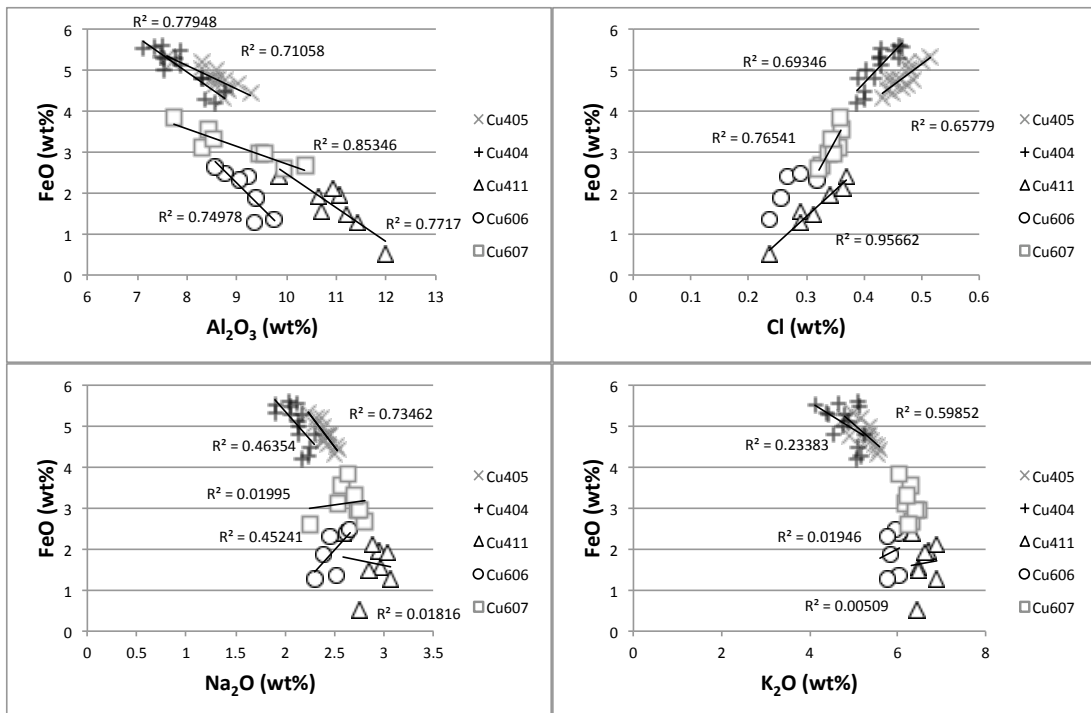 R² = 0.77948
R² = 0.71058
R² = 0.85346
R² = 0.74978
R² = 0.7717
FeO (wt%)
6
5
4
3
2
1
0
6 7 8 9 10 11 12 13
Al₂O₃ (wt%)
Cu405
Cu404
Cu411
Cu606
Cu607
R² = 0.69346
R² = 0.65779
R² = 0.76541
R² = 0.95662
FeO (wt%)
6
5
4
3
2
1
0
0 0.1 0.2 0.3 0.4 0.5 0.6
Cl (wt%)
Cu405
Cu404
Cu411
Cu606
Cu607
R² = 0.73462
R² = 0.46354
R² = 0.01995
R² = 0.45241
R² = 0.01816
FeO (wt%)
6
5
4
3
2
1
0
0 0.5 1 1.5 2 2.5 3 3.5
Na₂O (wt%)
Cu405
Cu404
Cu411
Cu606
Cu607
R² = 0.59852
R² = 0.23383
R² = 0.01946
R² = 0.00509
FeO (wt%)
6
5
4
3
2
1
0
0 2 4 6 8
K₂O (wt%)
Cu405
Cu404
Cu411
Cu606
Cu607